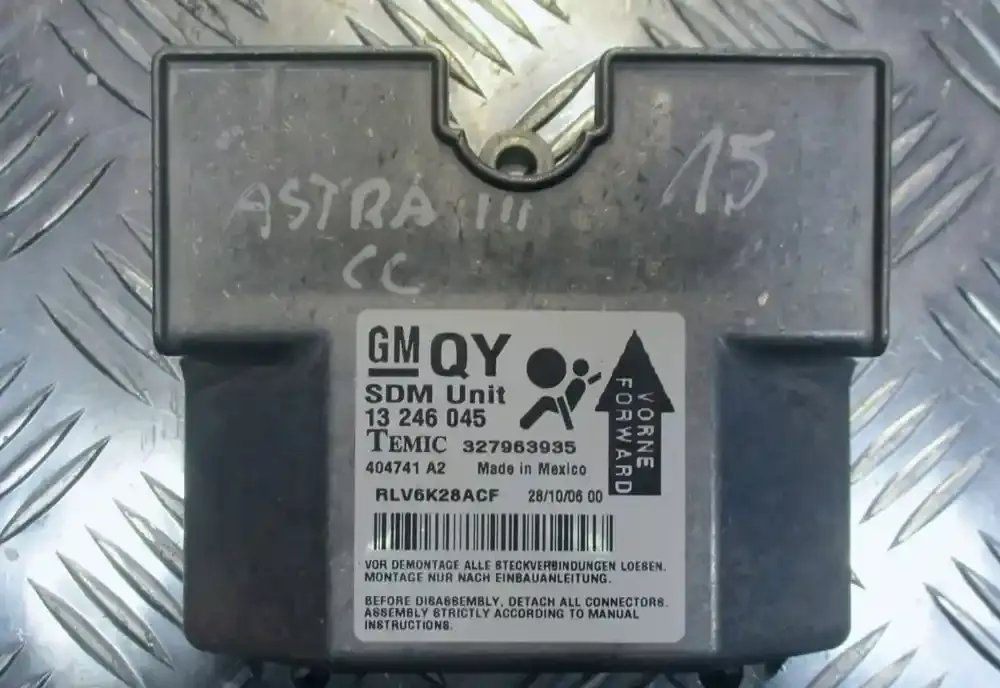 ASTRA III
CC
15
GM QY
SDM Unit
13 246 045
TEMIC 327963935
404741 A2 Made in Mexico
RLV6K28ACF 28/10/06 00
VORNE
FORWARD
VOR DEMONTAGE ALLE STECKVERBINDUNGEN LOESEN.
MONTAGE NUR NACH EINBAUANLEITUNG.
BEFORE DISASSEMBLY, DETACH ALL CONNECTORS.
ASSEMBLY STRICTLY ACCORDING TO MANUAL
INSTRUCTIONS.